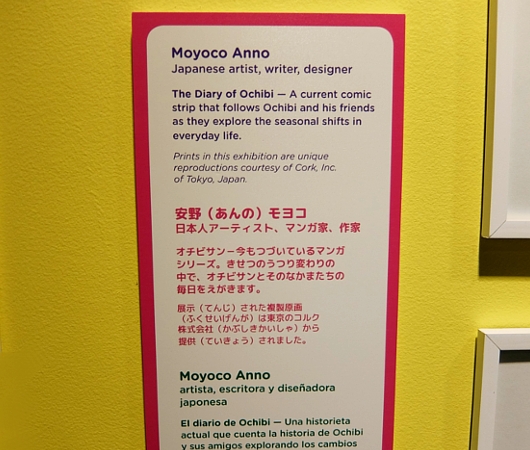 Moyoco Anno
Japanese artist, writer, designer
The Diary of Ochibi — A current comic
strip that follows Ochibi and his friends
as they explore the seasonal shifts in
everyday life.
Prints in this exhibition are unique
reproductions courtesy of Cork, Inc.
of Tokyo, Japan.
安野（あんの）モヨコ
日本人アーティスト、マンガ家、作家
オチビサン－今もつづいているマンガ
シリーズ。きせつのうつり変わりの
中で、オチビサンとそのなかまたちの
毎日をえがきます。
展示（てんじ）された複製原画
（ふくせいげんが）は東京のコルク
株式会社（かぶしきかいしゃ）から
提供（ていきょう）されました。
Moyoco Anno
artista, escritora y diseñadora
japonesa
El diario de Ochibi — Una historieta
actual que cuenta la historia de Ochibi
y sus amigos explorando los cambios